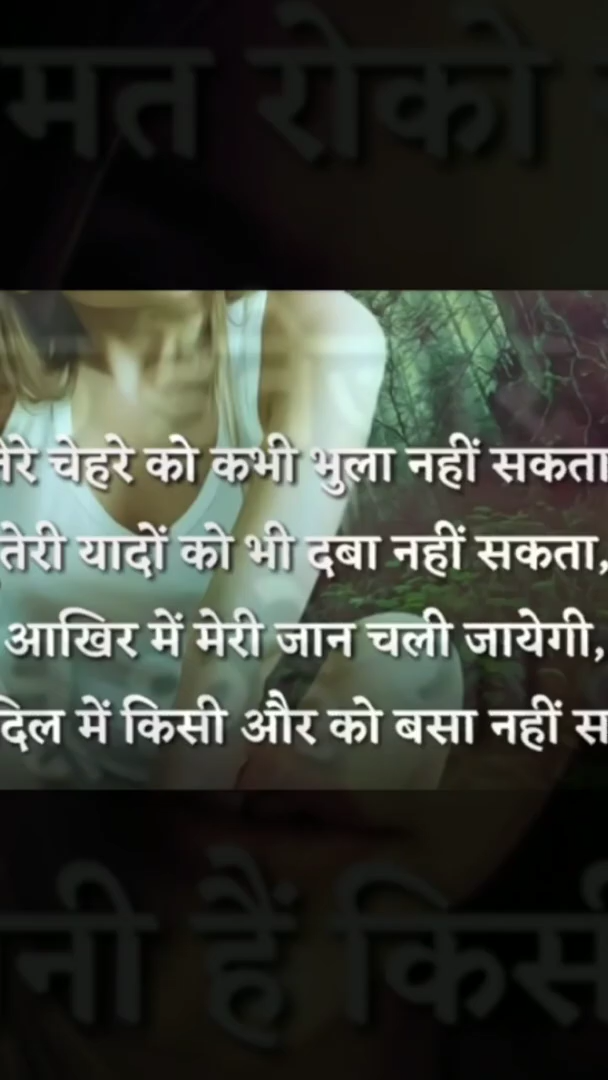 मत रोको
तेरे चेहरे को कभी भुला नहीं सकता
तेरी यादों को भी दबा नहीं सकता,
आखिर में मेरी जान चली जायेगी,
दिल में किसी और को बसा नहीं
हैं